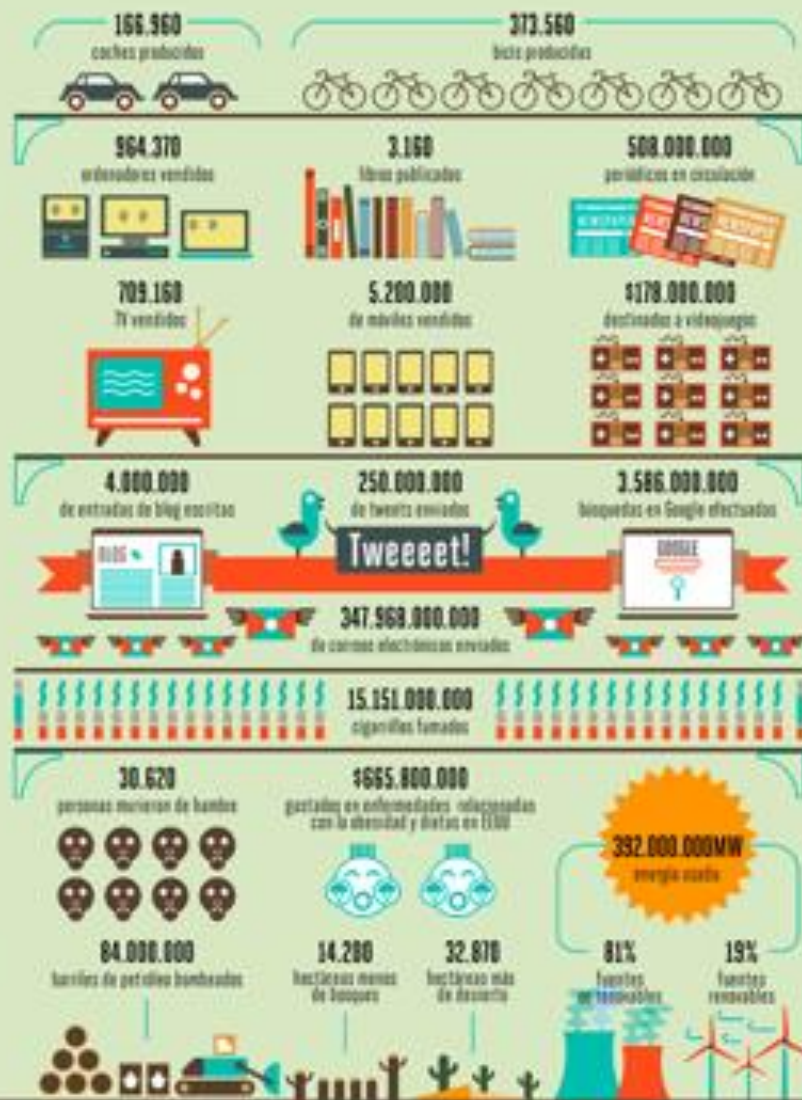 166.960
coches producidos
373.560
bicis producidas
964.370
ordenadores vendidos
3.160
libros publicados
508.000.000
periódicos en circulación
NEWSPAPER
709.160
TV vendidos
5.200.000
de móviles vendidos
$178.000.000
destinados a videojuegos
4.000.000
de entradas de blog escritas
250.000.000
de tweets enviados
3.586.000.000
búsquedas en Google efectuadas
BLOG
Tweeeet!
GOOGLE
347.968.000.000
de correos electrónicos enviados
15.151.000.000
cigarrillos fumados
30.620
personas murieron de hambre
$665.800.000
gastados en enfermedades relacionadas
con la obesidad y dietas en EEUU
392.000.000MW
energía usada
84.000.000
barriles de petróleo bombeados
14.200
hectáreas menos
de bosques
32.870
hectáreas más
de desierto
81%
fuentes
19%
fuentes
renovables